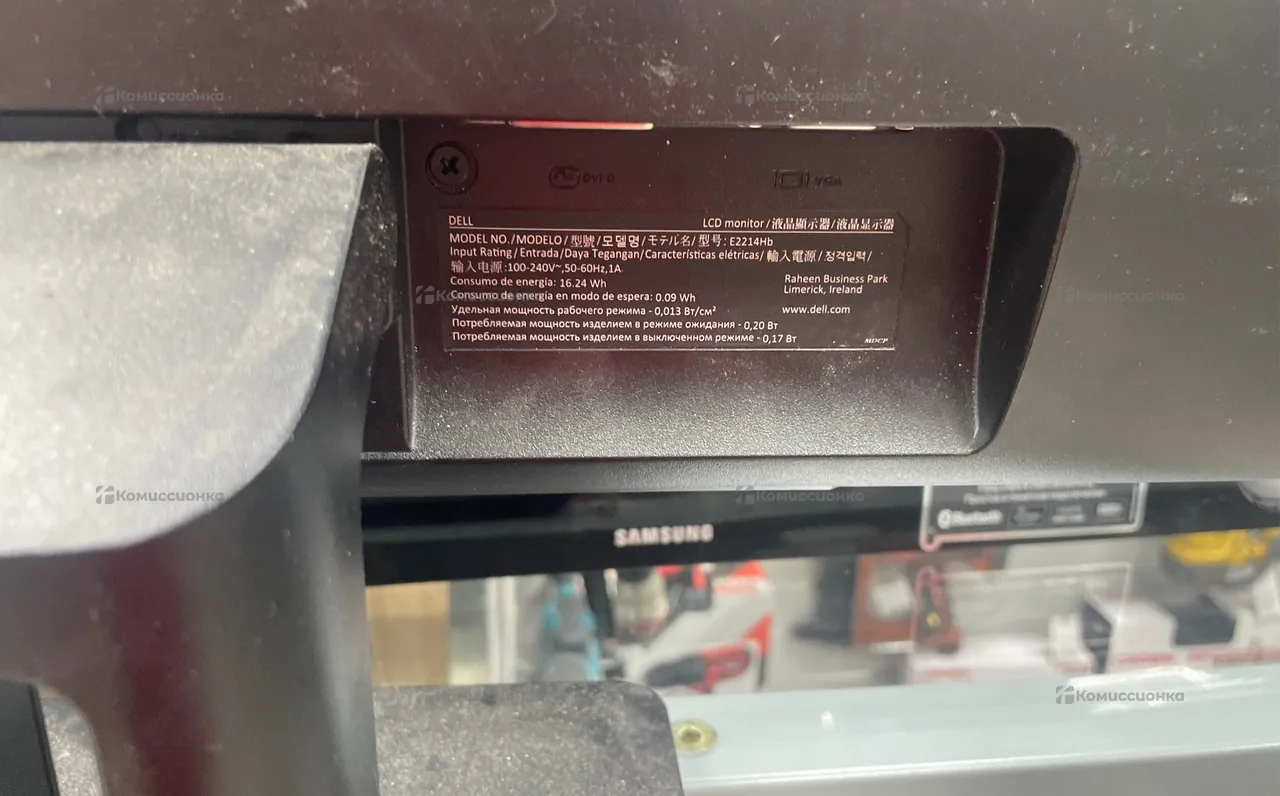 Комиссионка
Комиссионка
DVI-D
VGA
DELL
LCD monitor/液晶顯示器/液晶显示器
MODEL NO./MODELO/型號/모델명/モデル名/型号: E2214Hb
Input Rating/Entrada/Daya Tegangan/Características elétricas/輸入電源/정격입력/
输入电源:100-240V~,50-60Hz,1A
Consumo de energía: 16.24 Wh
Raheen Business Park
Limerick, Ireland
Consumo de energía en modo de espera: 0.09 Wh
www.dell.com
Удельная мощность рабочего режима - 0,013 Вт/см²
Потребляемая мощность изделием в режиме ожидания - 0,20 Вт
Потребляемая мощность изделием в выключенном режиме - 0,17 Вт
MDCP
Комиссионка
Комиссионка
Комиссионка
Комиссионка
SAMSUNG
Bluetooth
Комиссионка